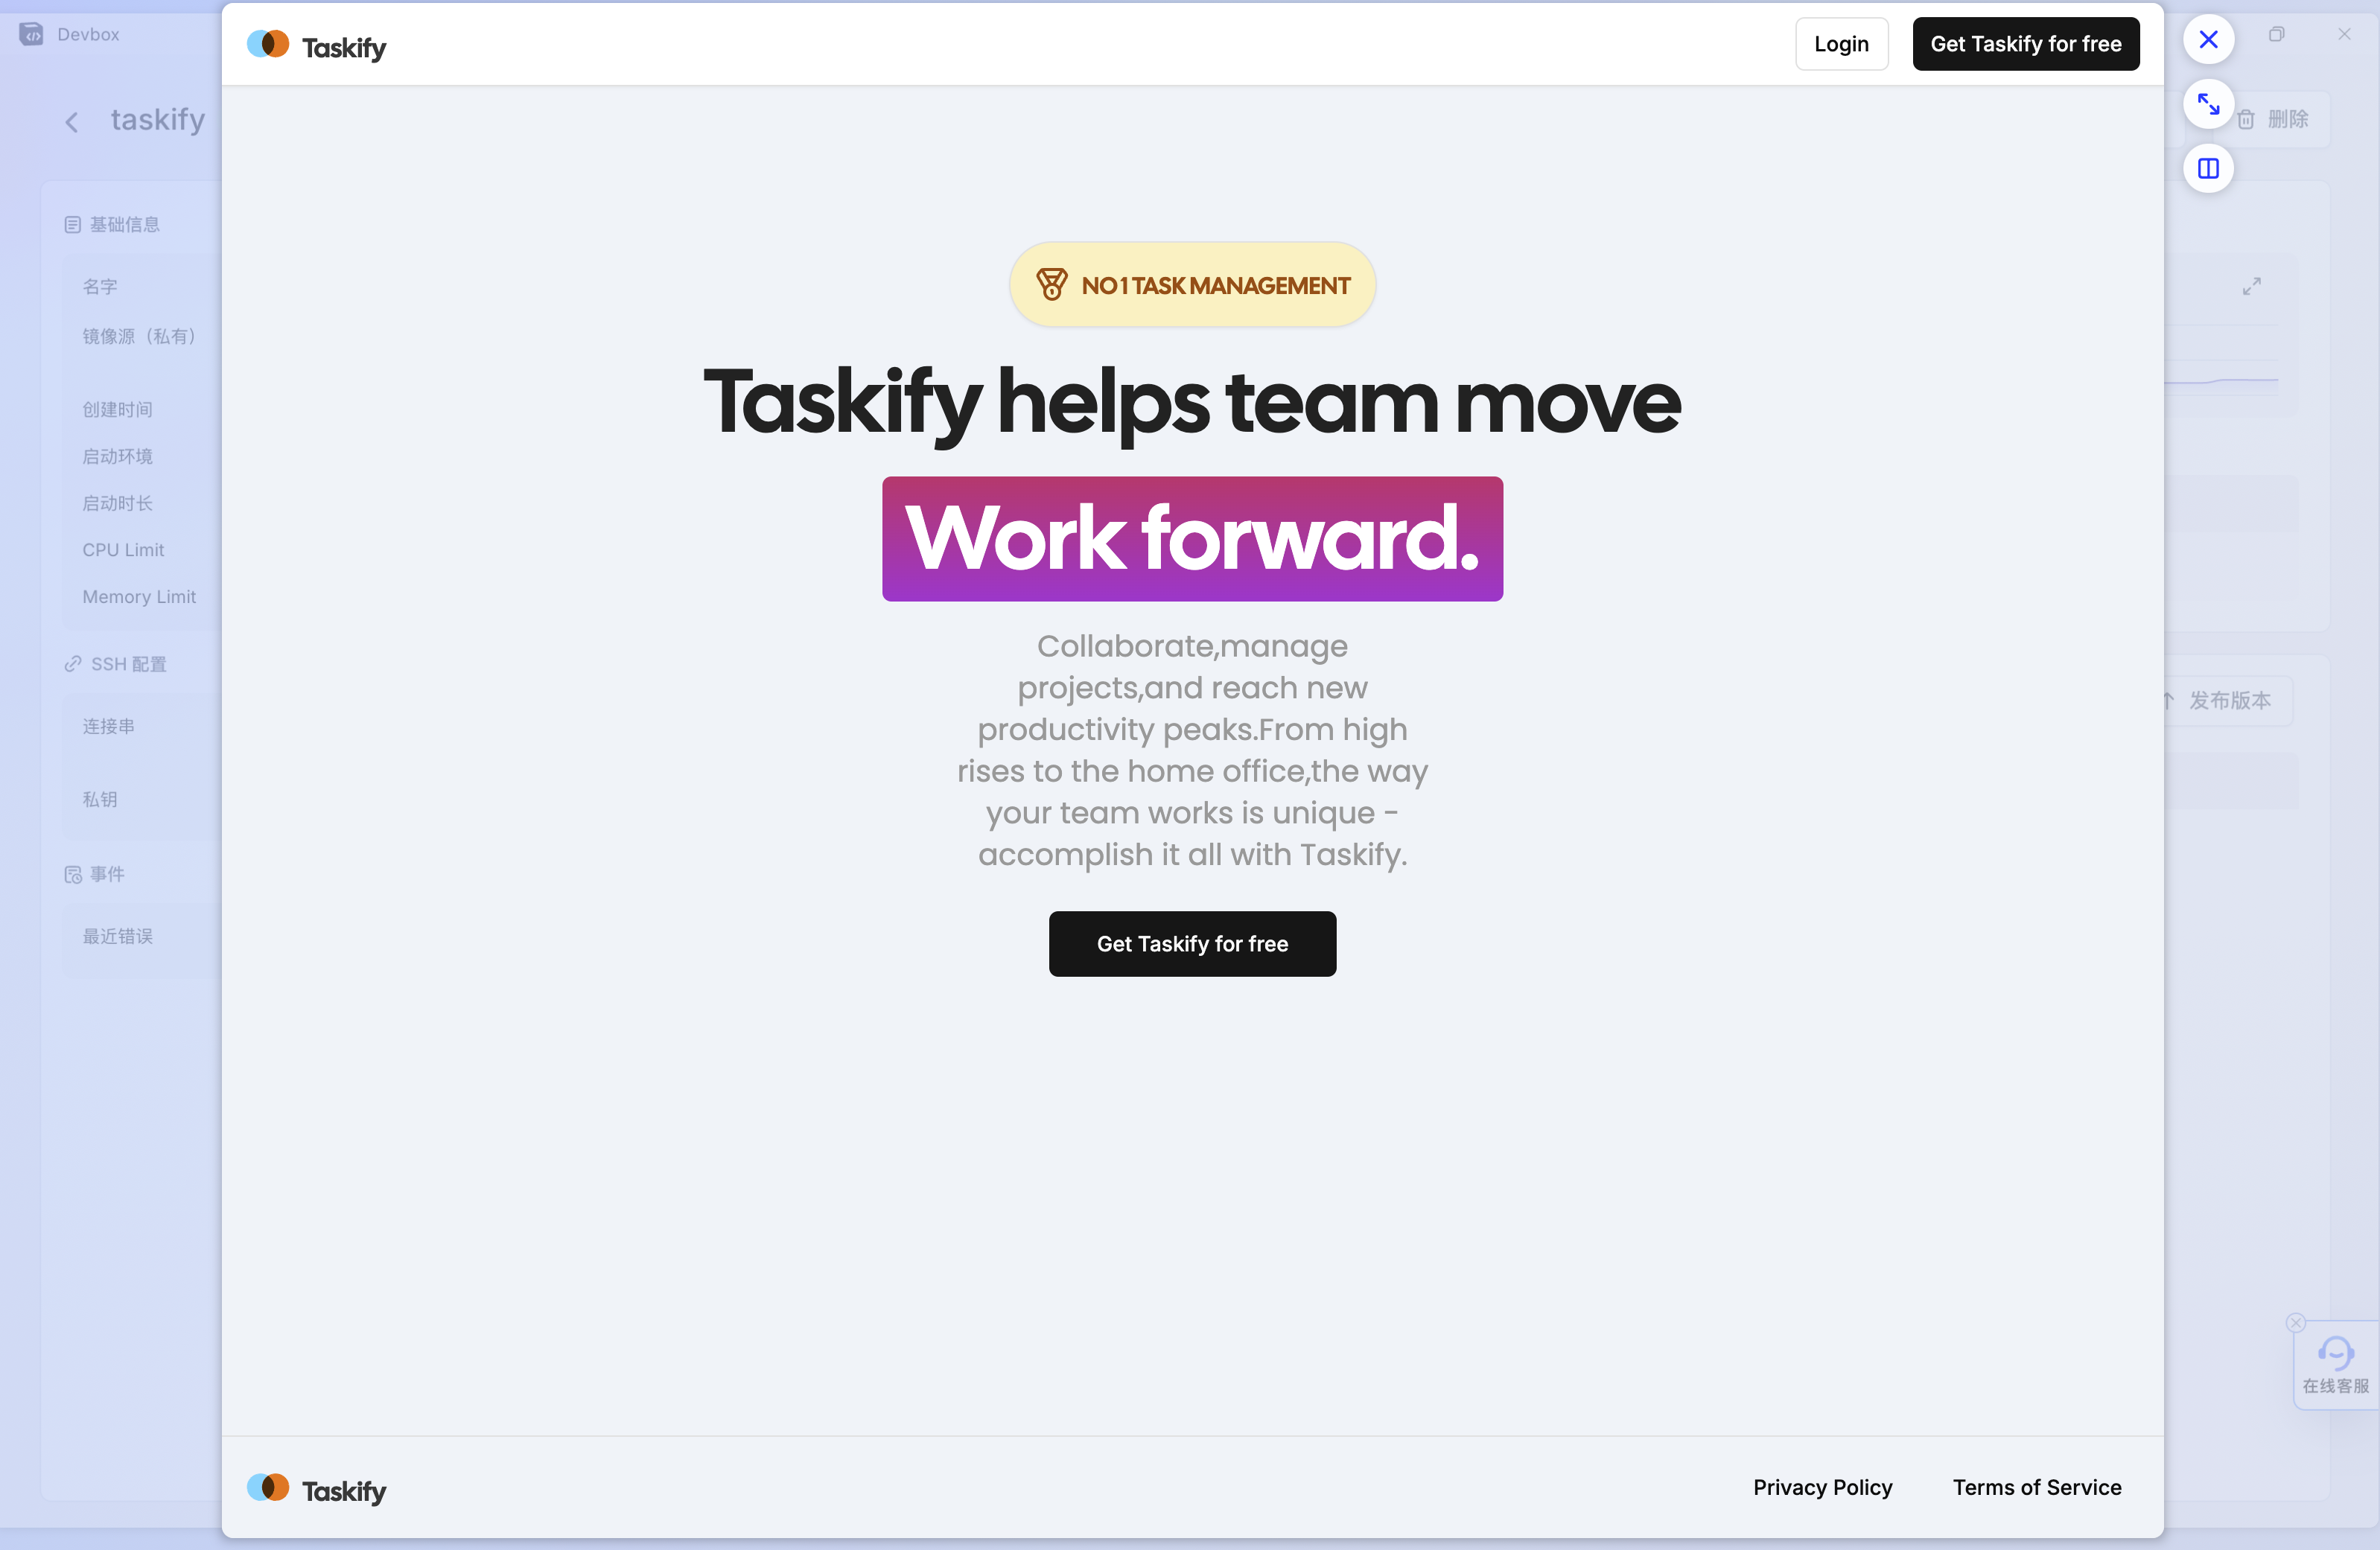 Devbox
taskify
删除
基础信息
名字
镜像源（私有）
创建时间
启动环境
启动时长
CPU Limit
Memory Limit
SSH 配置
连接串
私钥
事件
最近错误
Taskify
Login
Get Taskify for free
NO 1 TASK MANAGEMENT
Taskify helps team move
Work forward.
Collaborate,manage
projects,and reach new
productivity peaks.From high
rises to the home office,the way
your team works is unique -
accomplish it all with Taskify.
Get Taskify for free
Taskify
Privacy Policy
Terms of Service
发布版本
在线客服